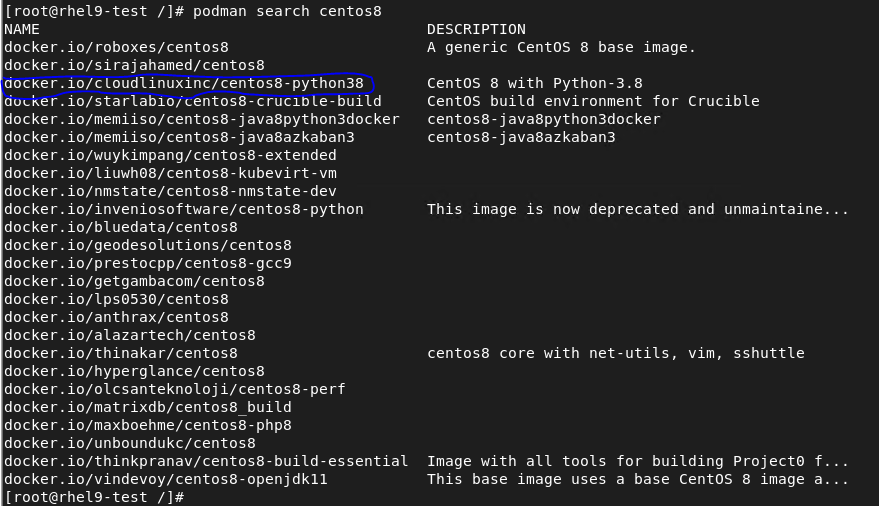 [root@rhel9-test /]# podman search centos8
NAME DESCRIPTION
docker.io/roboxes/centos8 A generic CentOS 8 base image.
docker.io/sirajahamed/centos8
docker.io/cloudlinuxinc/centos8-python38 CentOS 8 with Python-3.8
docker.io/starlabio/centos8-crucible-build CentOS build environment for Crucible
docker.io/memiiso/centos8-java8python3docker centos8-java8python3docker
docker.io/memiiso/centos8-java8azkaban3 centos8-java8azkaban3
docker.io/wuykimpang/centos8-extended
docker.io/liuwh08/centos8-kubevirt-vm
docker.io/nmstate/centos8-nmstate-dev
docker.io/inveniosoftware/centos8-python This image is now deprecated and unmaintaine...
docker.io/bluedata/centos8
docker.io/geodesolutions/centos8
docker.io/prestocpp/centos8-gcc9
docker.io/getgambacom/centos8
docker.io/lps0530/centos8
docker.io/anthrax/centos8
docker.io/alazartech/centos8
docker.io/thinakar/centos8 centos8 core with net-utils, vim, sshuttle
docker.io/hyperglance/centos8
docker.io/olcsanteknoloji/centos8-perf
docker.io/matrixdb/centos8_build
docker.io/maxboehme/centos8-php8
docker.io/unboundukc/centos8
docker.io/thinkpranav/centos8-build-essential Image with all tools for building Project0 f...
docker.io/vindevoy/centos8-openjdk11 This base image uses a base CentOS 8 image a...
[root@rhel9-test /]#